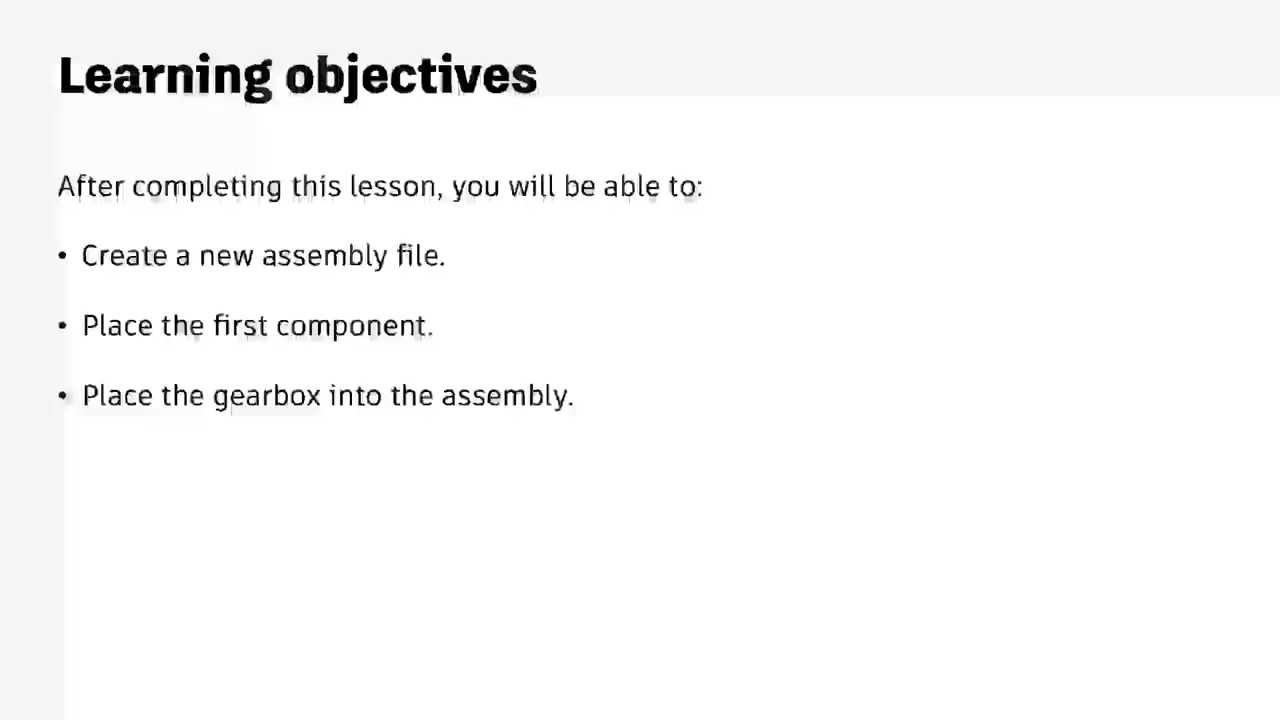 Learning objectives
After completing this lesson, you will be able to:
• Create a new assembly file.
• Place the first component.
• Place the gearbox into the assembly.